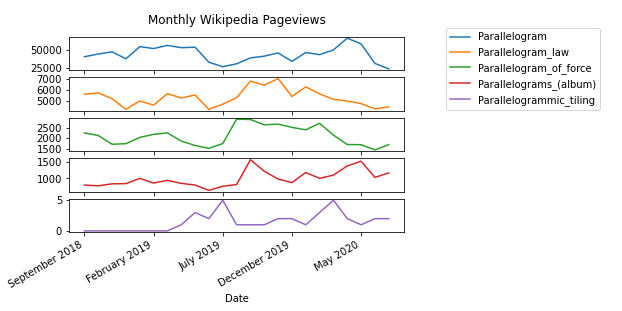 Monthly Wikipedia Pageviews
50000
25000
7000
6000
5000
2500
2000
1500
1500
1000
5
0
September 2018
February 2019
July 2019
December 2019
May 2020
Date
Parallelogram
Parallelogram_law
Parallelogram_of_force
Parallelograms_(album)
Parallelogrammic_tiling